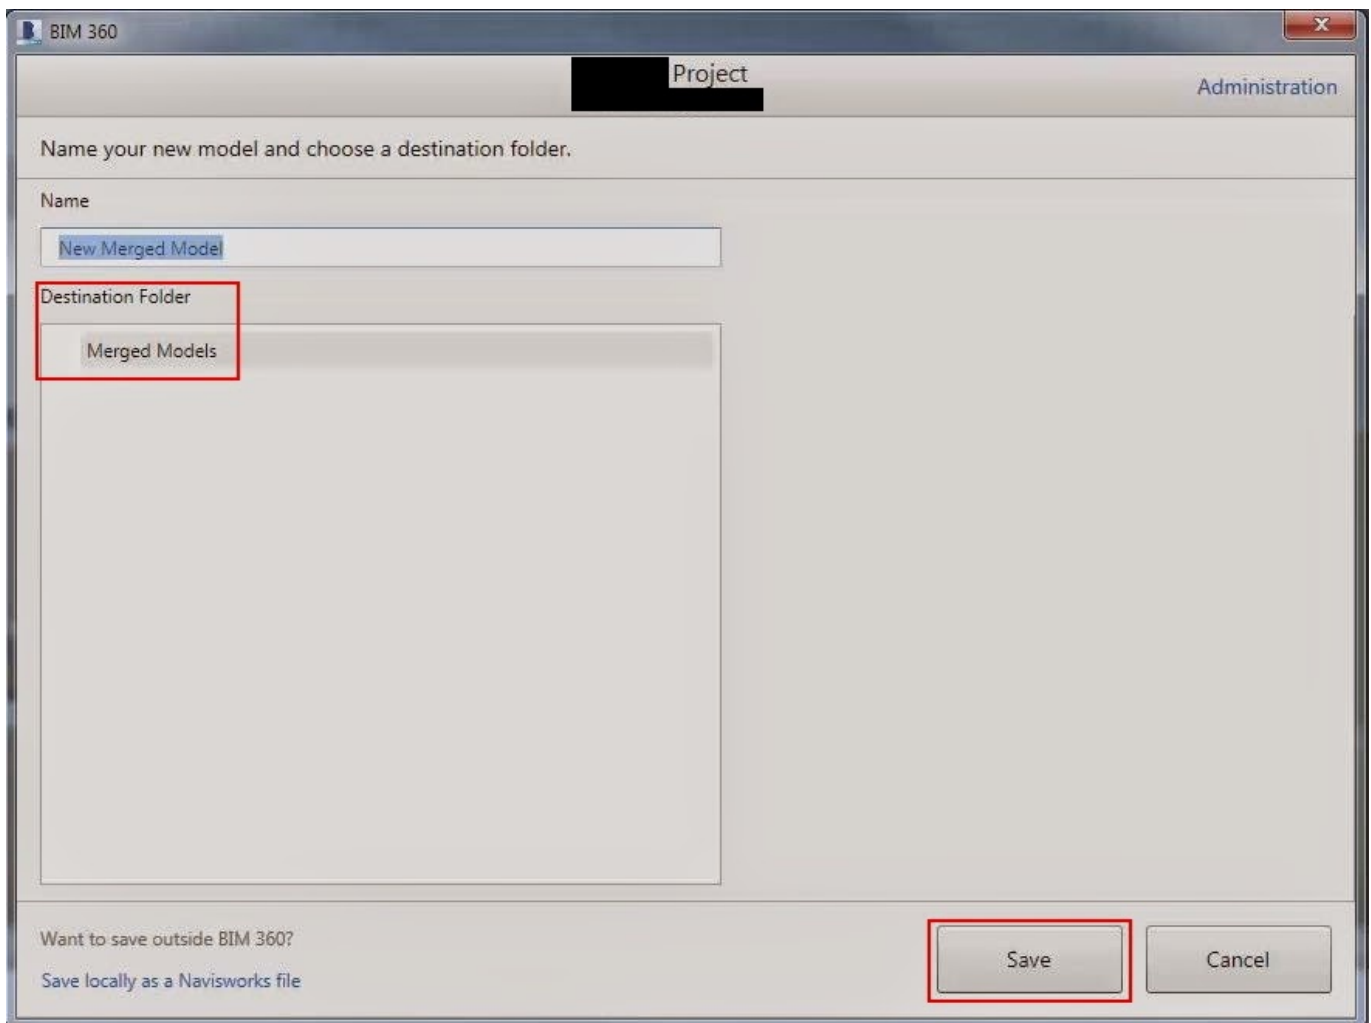 BIM 360
Project
Administration
Name your new model and choose a destination folder.
Name
New Merged Model
Destination Folder
Merged Models
Want to save outside BIM 360?
Save locally as a Navisworks file
Save
Cancel